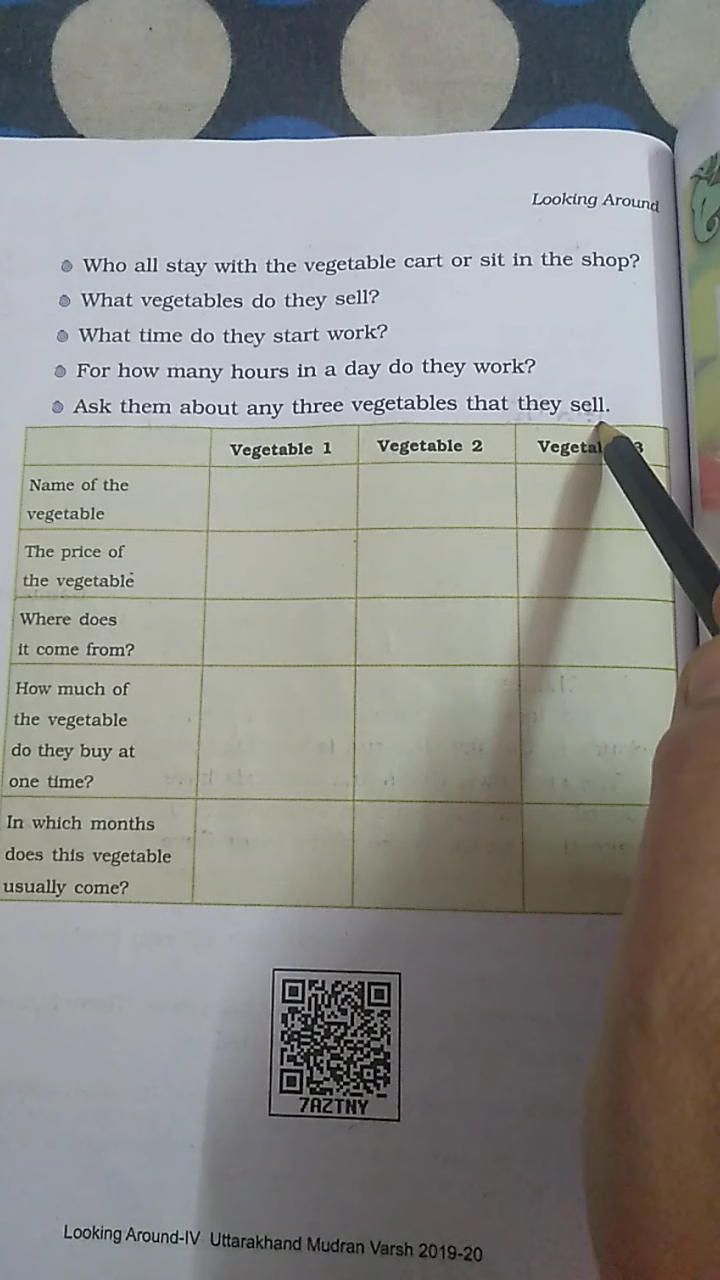 Looking Around
Who all stay with the vegetable cart or sit in the shop?
What vegetables do they sell?
What time do they start work?
For how many hours in a day do they work?
Ask them about any three vegetables that they sell.
Vegetable 1 Vegetable 2 3
Name of the
vegetable
The price of
the vegetable
Where does
it come from?
How much of
the vegetable
do they buy at
one time?
In which months
does this vegetable
usually come?
7AZTNY
Looking Around-IV Uttarakhand Mudran Varsh 2019-20